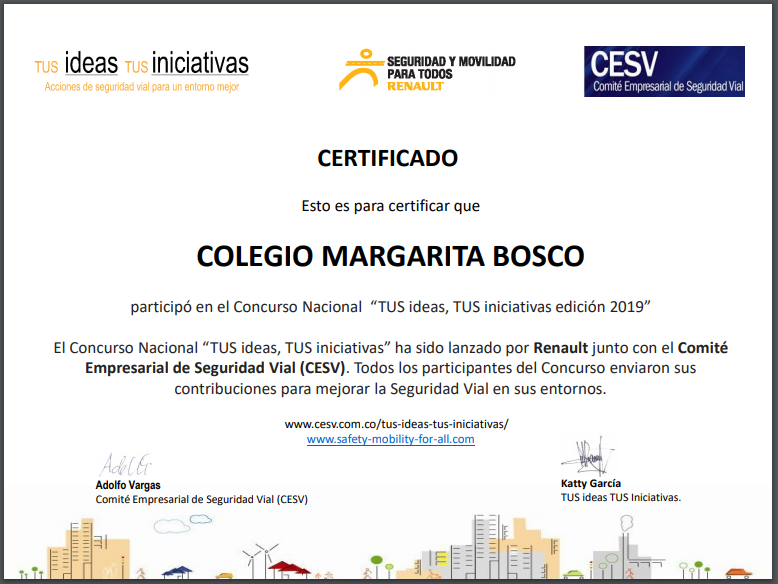 TUS ideas TUS iniciativas
Acciones de seguridad vial para un entorno mejor
SEGURIDAD Y MOVILIDAD
PARA TODOS
RENAULT
CESV
Comité Empresarial de Seguridad Vial
CERTIFICADO
Esto es para certificar que
COLEGIO MARGARITA BOSCO
participó en el Concurso Nacional “TUS ideas, TUS iniciativas edición 2019”
El Concurso Nacional “TUS ideas, TUS iniciativas” ha sido lanzado por Renault junto con el Comité
Empresarial de Seguridad Vial (CESV). Todos los participantes del Concurso enviaron sus
contribuciones para mejorar la Seguridad Vial en sus entornos.
www.cesv.com.co/tus-ideas-tus-iniciativas/
www.safety-mobility-for-all.com
Adolfo Vargas
Comité Empresarial de Seguridad Vial (CESV)
Katty García
TUS ideas TUS Iniciativas.